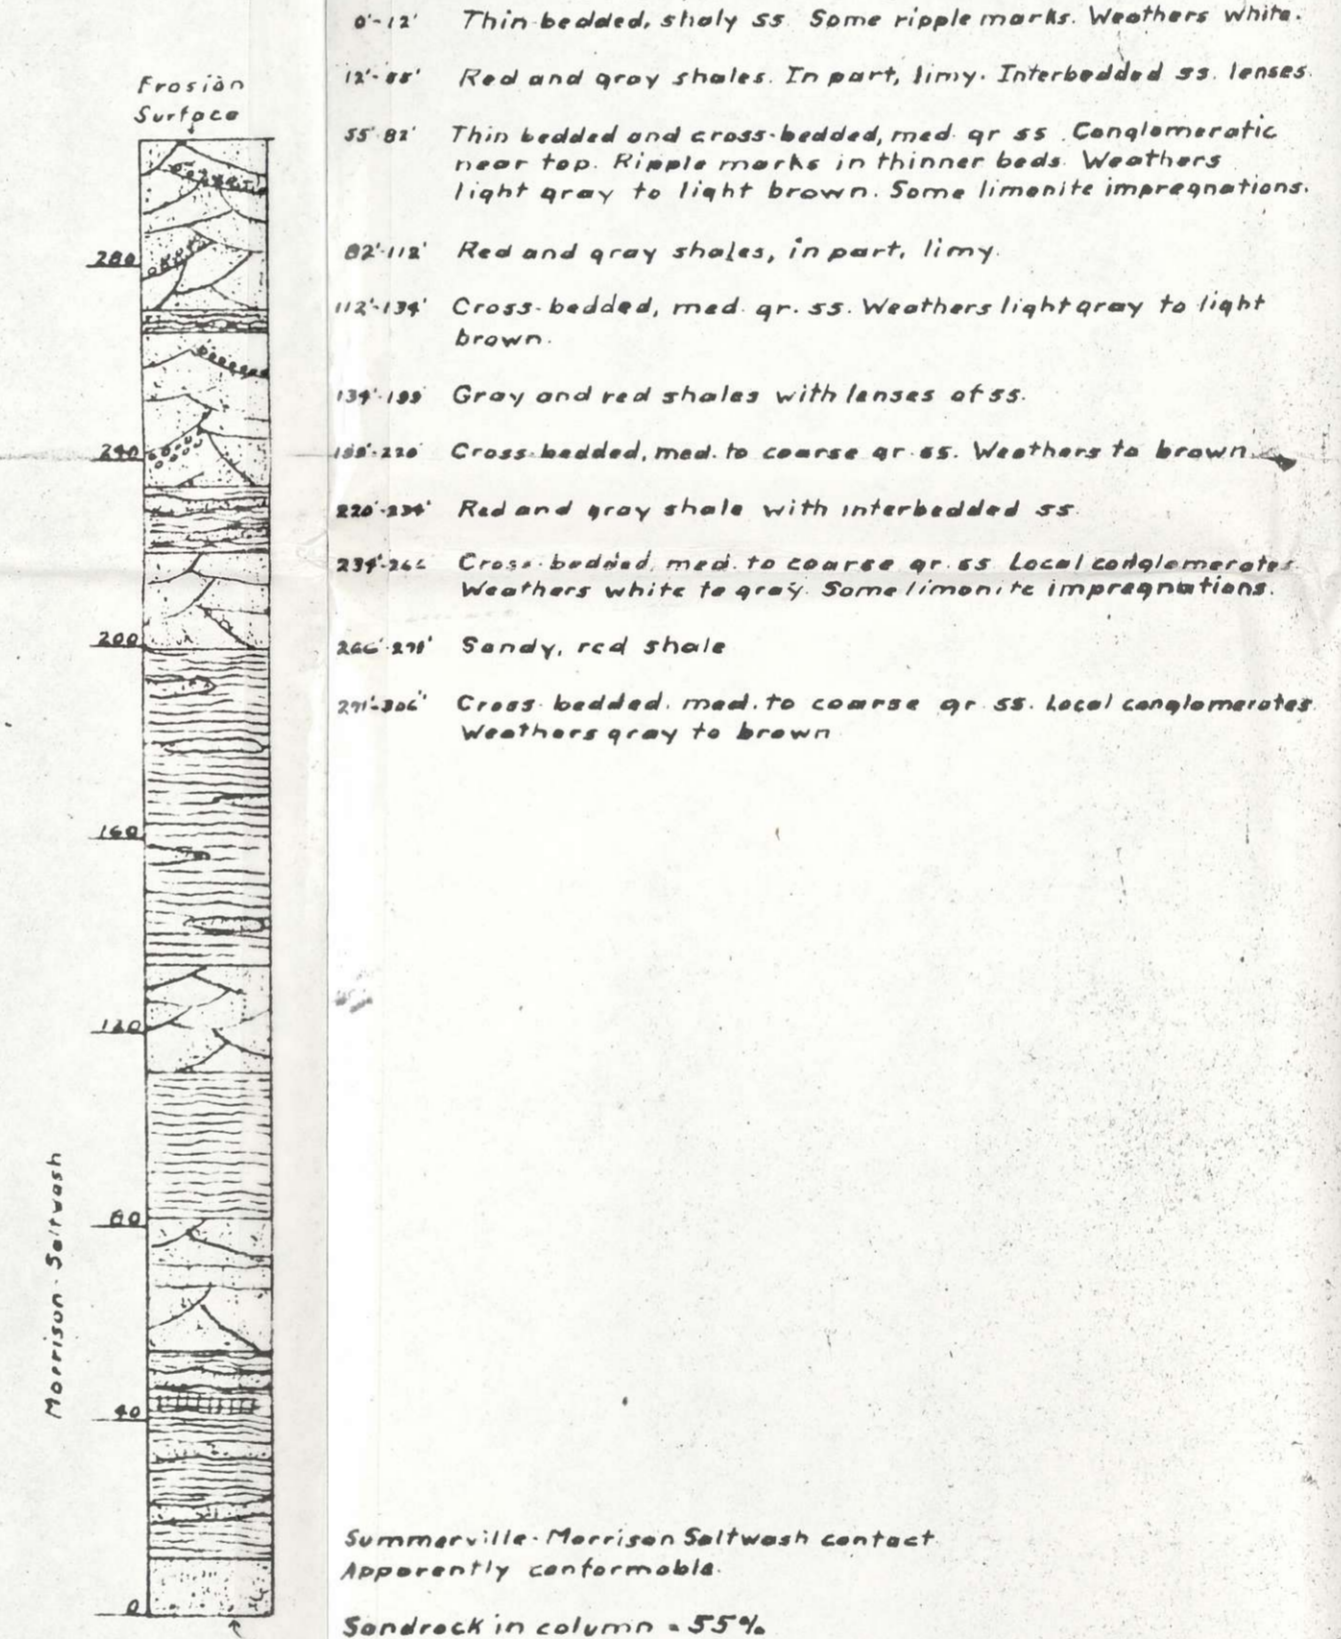 0'-12' Thin-bedded, shaly ss. Some ripple marks. Weathers white.
12'-55' Red and gray shales. In part, limy. Interbedded ss. lenses.
55'-82' Thin bedded and cross-bedded, med. gr ss. Conglomeratic
near top. Ripple marks in thinner beds. Weathers
light gray to light brown. Some limonite impregnations.
82'-112' Red and gray shales, in part, limy.
112'-134' Cross-bedded, med. gr. ss. Weathers light gray to light
brown.
134'-199' Gray and red shales with lenses of ss.
199'-220' Cross-bedded, med. to coarse gr. ss. Weathers to brown.
220'-234' Red and gray shale with interbedded ss.
234'-266' Cross-bedded, med. to coarse gr. ss. Local conglomerates.
Weathers white to gray. Some limonite impregnations.
266'-271' Sandy, red shale
271'-306' Cross-bedded, med. to coarse gr. ss. Local conglomerates.
Weathers gray to brown
Summerville-Morrison Saltwash contact.
Apparently conformable.
Sandrock in column = 55%
Erosion
Surface
280
240
200
160
120
80
40
0
Morrison-Saltwash